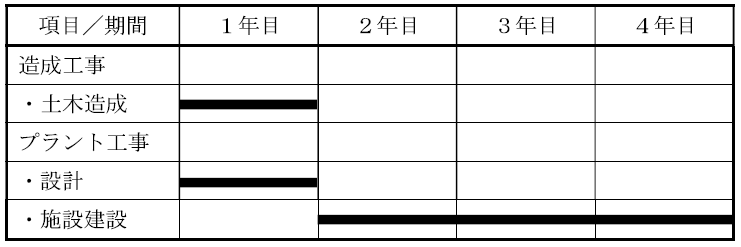 項目／期間 １年目 ２年目 ３年目 ４年目
造成工事
・土木造成
プラント工事
・設計
・施設建設